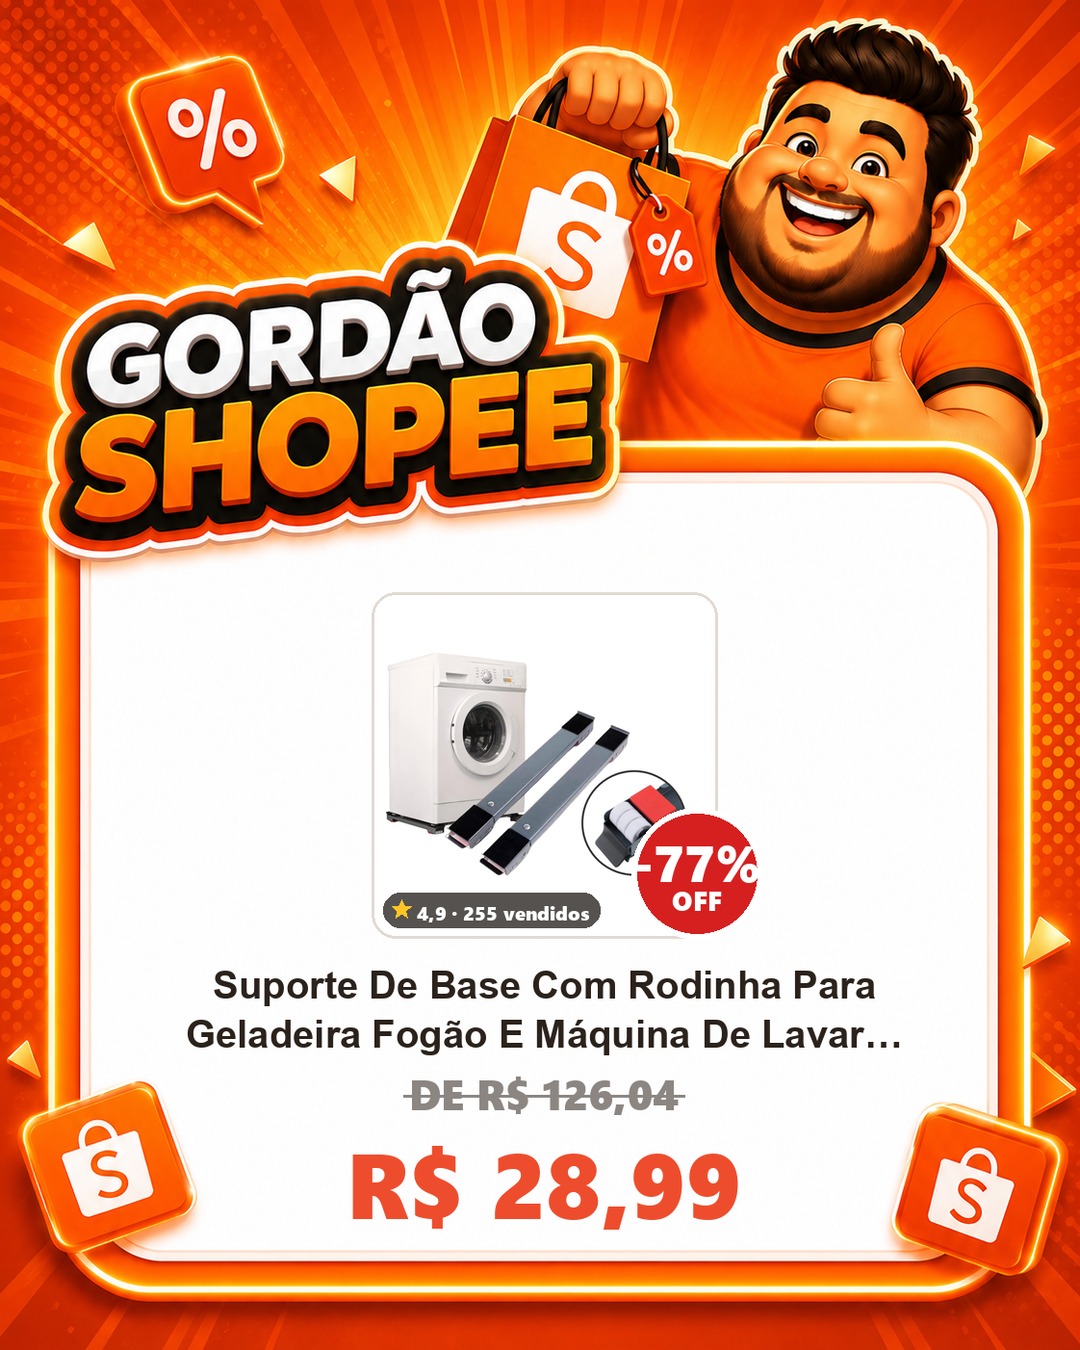 %
S
%
GORDÃO
SHOPEE
4,9 · 255 vendidos
-77%
OFF
Suporte De Base Com Rodinha Para
Geladeira Fogão E Máquina De Lavar...
DE R$ 126,04
R$ 28,99
S
S